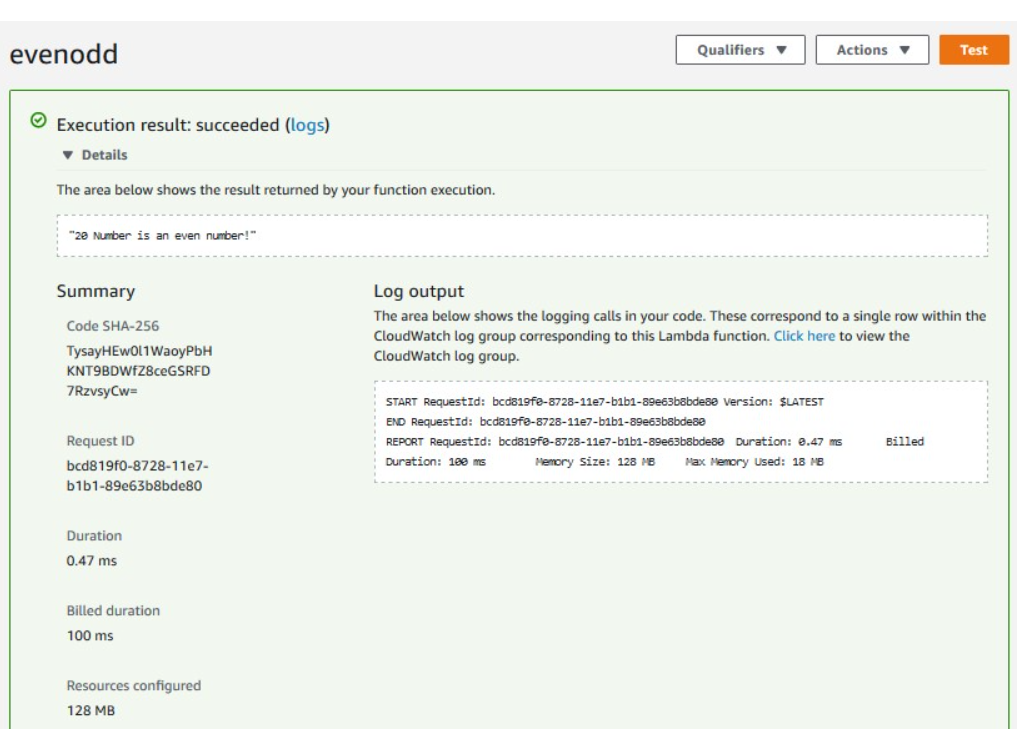 evenodd
Qualifiers ▼
Actions ▼
Test
Execution result: succeeded (logs)
▼ Details
The area below shows the result returned by your function execution.
"20 Number is an even number!"
Summary
Code SHA-256
TysayHEw0l1WaoyPbH
KNT9BDWfZ8ceGSRFD
7RzvsyCw=
Request ID
bcd819f0-8728-11e7-
b1b1-89e63b8bde80
Duration
0.47 ms
Billed duration
100 ms
Resources configured
128 MB
Log output
The area below shows the logging calls in your code. These correspond to a single row within the
CloudWatch log group corresponding to this Lambda function. Click here to view the
CloudWatch log group.
START RequestId: bcd819f0-8728-11e7-b1b1-89e63b8bde80 Version: $LATEST
END RequestId: bcd819f0-8728-11e7-b1b1-89e63b8bde80
REPORT RequestId: bcd819f0-8728-11e7-b1b1-89e63b8bde80 Duration: 0.47 ms Billed
Duration: 100 ms Memory Size: 128 MB Max Memory Used: 18 MB